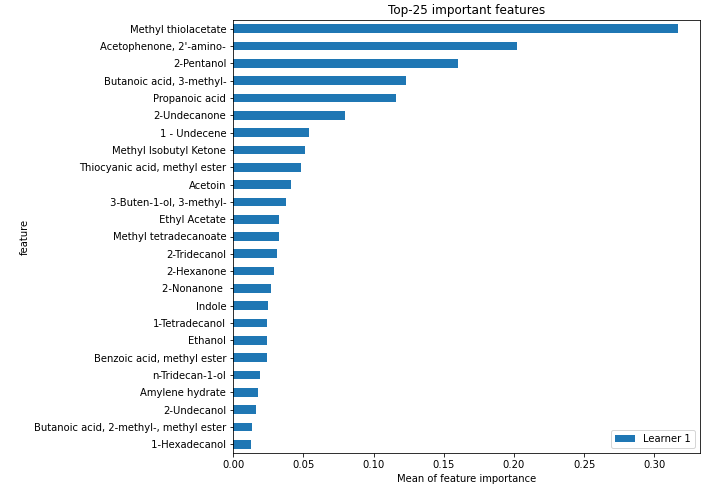 Top-25 important features
Methyl thiolacetate
Acetophenone, 2'-amino-
2-Pentanol
Butanoic acid, 3-methyl-
Propanoic acid
2-Undecanone
1 - Undecene
Methyl Isobutyl Ketone
Thiocyanic acid, methyl ester
Acetoin
3-Buten-1-ol, 3-methyl-
Ethyl Acetate
Methyl tetradecanoate
2-Tridecanol
2-Hexanone
2-Nonanone
Indole
1-Tetradecanol
Ethanol
Benzoic acid, methyl ester
n-Tridecan-1-ol
Amylene hydrate
2-Undecanol
Butanoic acid, 2-methyl-, methyl ester
1-Hexadecanol
feature
Learner 1
0.00 0.05 0.10 0.15 0.20 0.25 0.30
Mean of feature importance